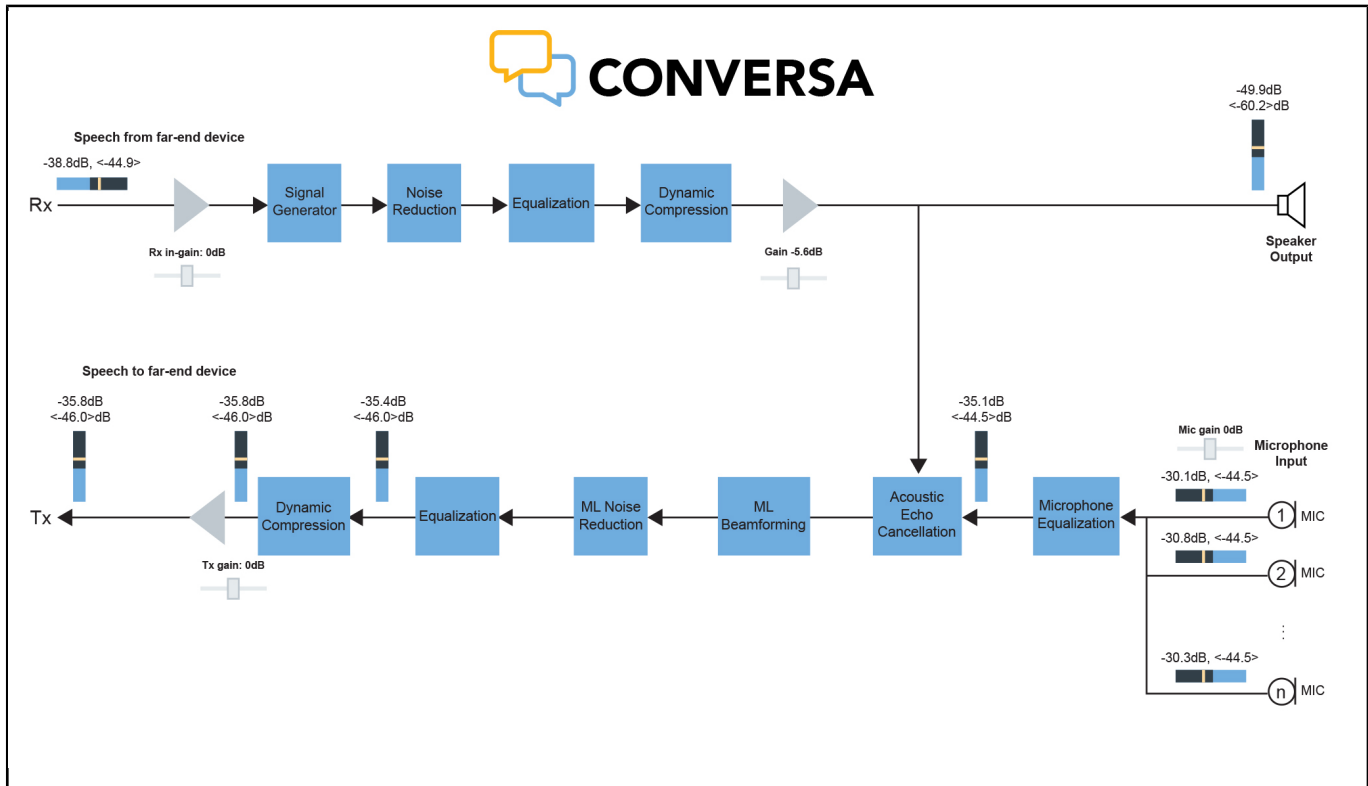 CONVERSA
-49.9dB
<-60.2>dB
Speech from far-end device
-38.8dB, <-44.9>
Rx
Rx in-gain: 0dB
Signal
Generator
Noise
Reduction
Equalization
Dynamic
Compression
Gain -5.6dB
Speaker
Output
Speech to far-end device
-35.8dB
<-46.0>dB
-35.8dB
<-46.0>dB
-35.4dB
<-46.0>dB
-35.1dB
<-44.5>dB
Mic gain 0dB
Microphone
Input
Tx
Tx gain: 0dB
Dynamic
Compression
Equalization
ML Noise
Reduction
ML
Beamforming
Acoustic
Echo
Cancellation
Microphone
Equalization
-30.1dB, <-44.5>
1 MIC
-30.8dB, <-44.5>
2 MIC
⋮
-30.3dB, <-44.5>
n MIC